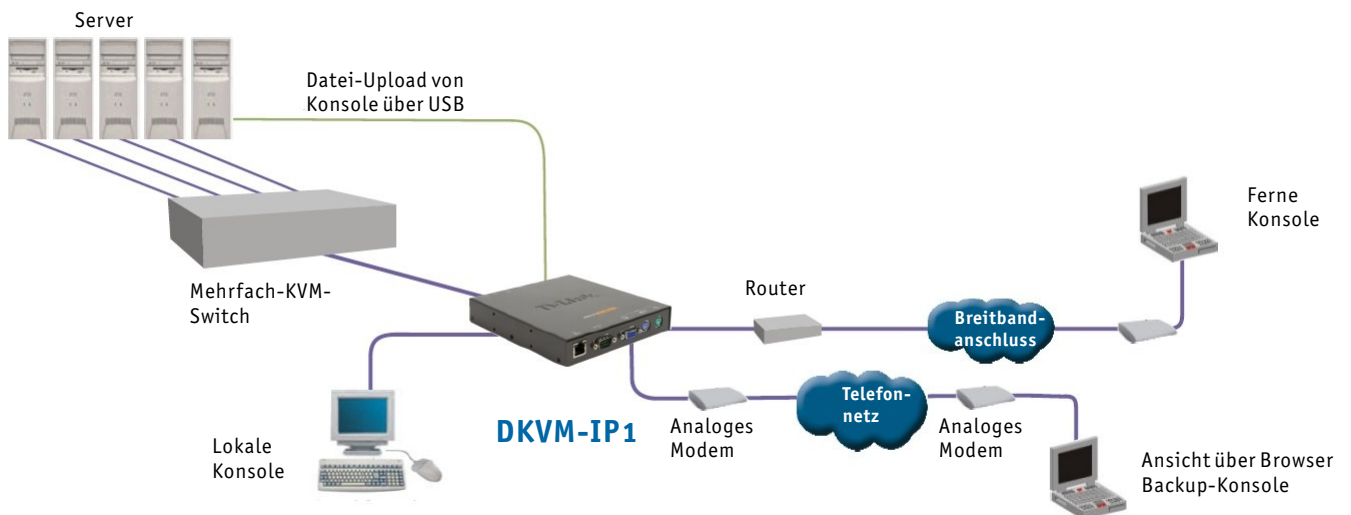 Server
Datei-Upload von
Konsole über USB
Ferne
Konsole
Mehrfach-KVM-
Switch
D-Link
Router
Breitband-
anschluss
Lokale
Konsole
DKVM-IP1
Analoges
Modem
Telefon-
netz
Analoges
Modem
Ansicht über Browser
Backup-Konsole